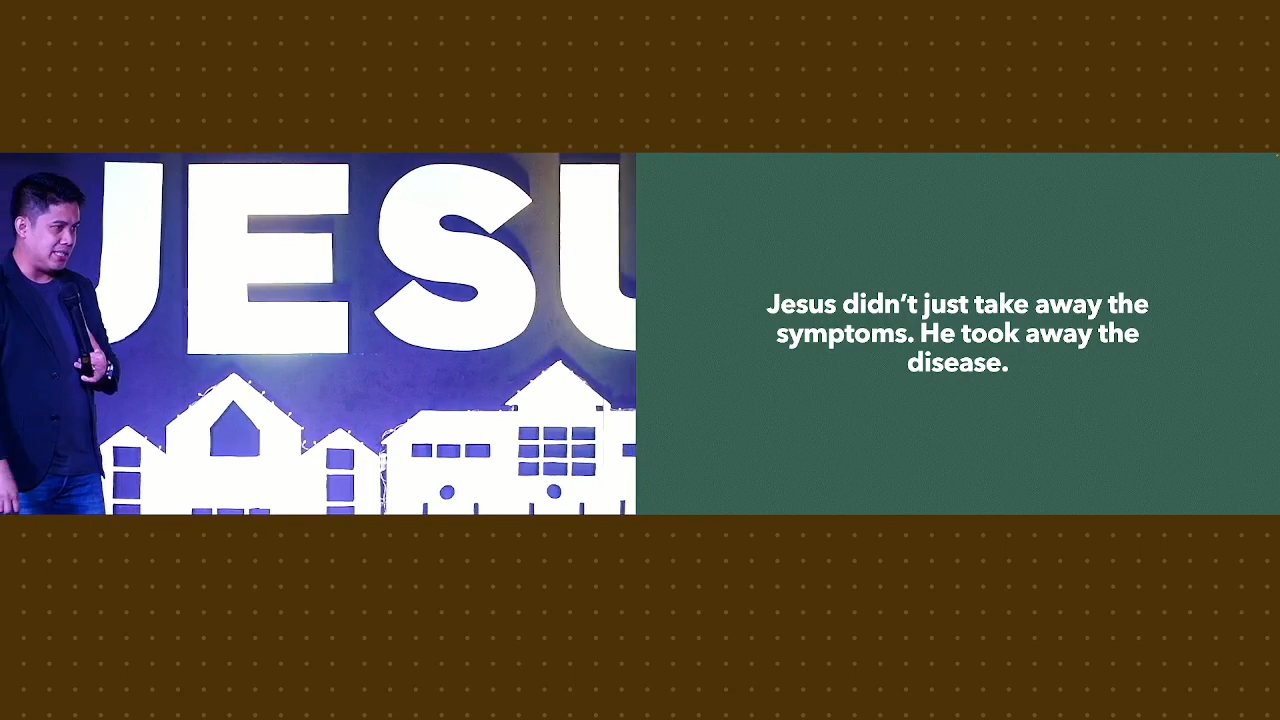 JESU
Jesus didn’t just take away the
symptoms. He took away the
disease.